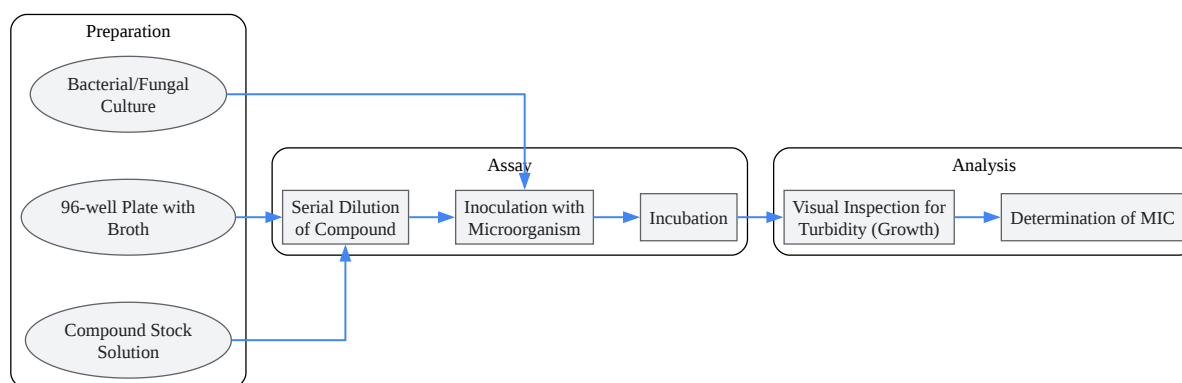 Preparation
Bacterial/Fungal
Culture
96-well Plate with
Broth
Compound Stock
Solution
Assay
Serial Dilution
of Compound
Inoculation with
Microorganism
Incubation
Analysis
Visual Inspection for
Turbidity (Growth)
Determination of MIC